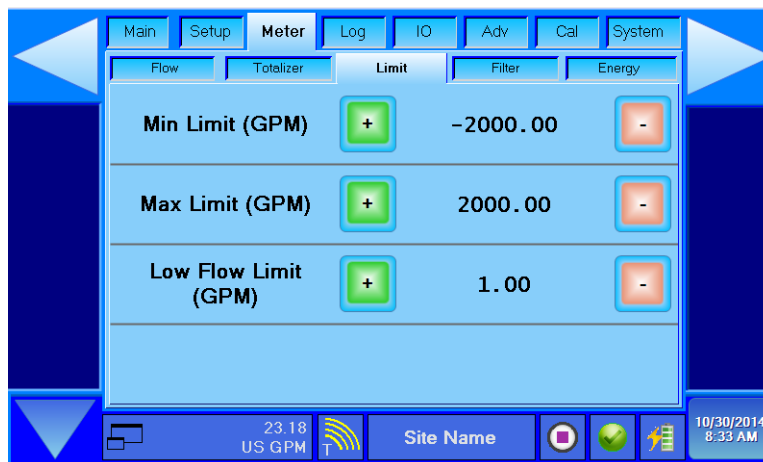 Main Setup Meter Log IO Adv Cal System
Flow Totalizer Limit Filter Energy
Min Limit (GPM) + -2000.00 -
Max Limit (GPM) + 2000.00 -
Low Flow Limit
(GPM) + 1.00 -
23.18
US GPM T Site Name
10/30/2014
8:33 AM